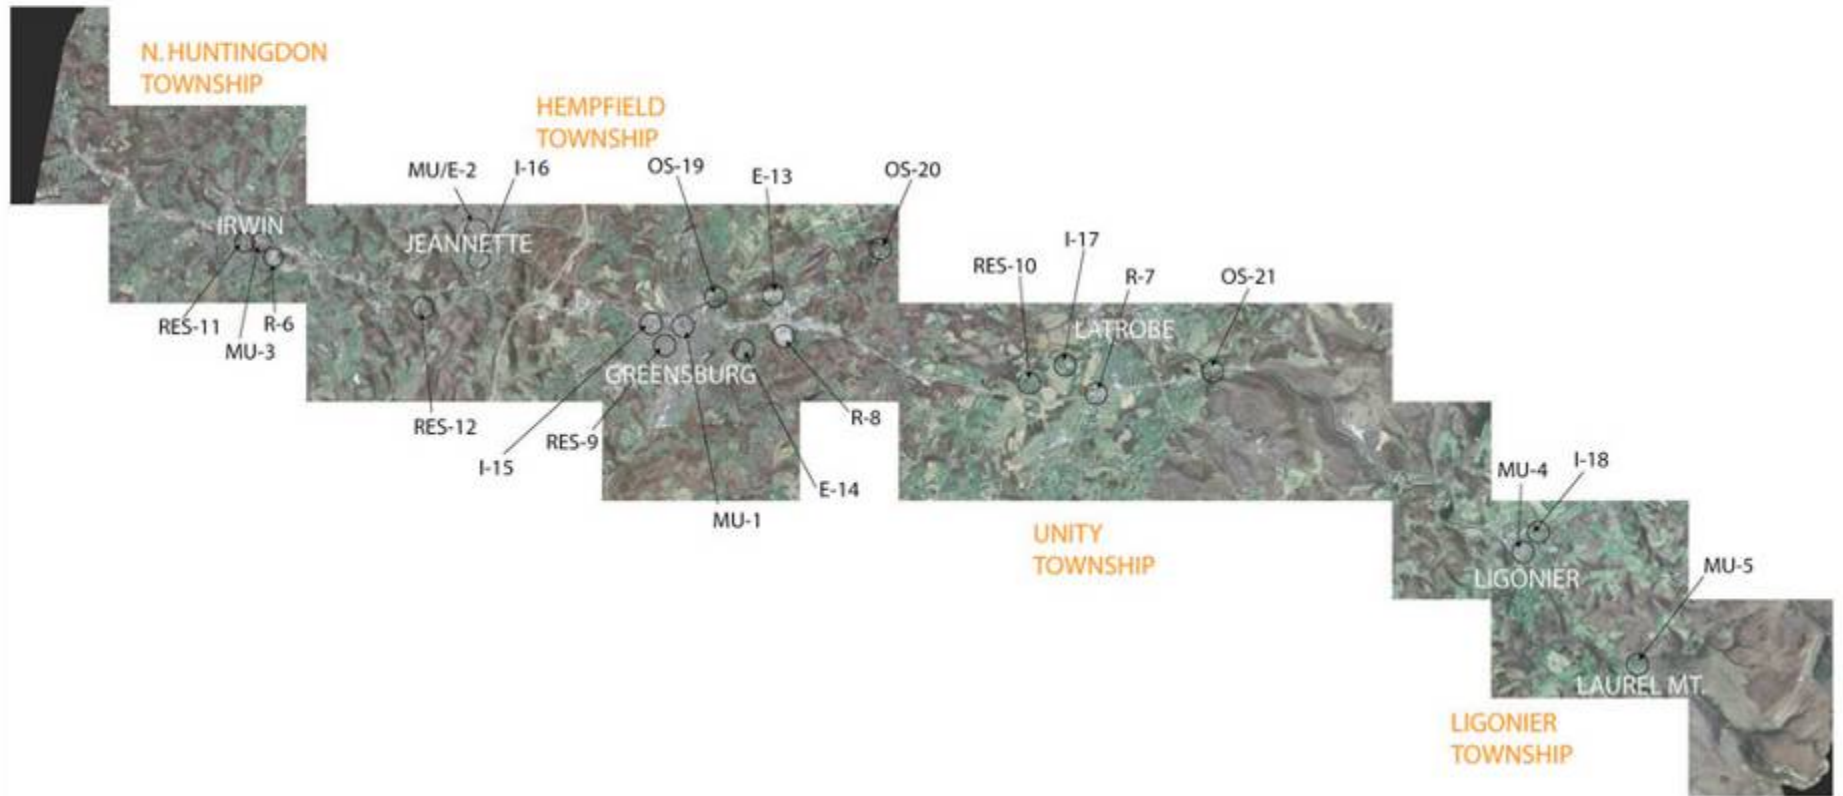 N. HUNTINGDON
TOWNSHIP
HEMPFIELD
TOWNSHIP
MU/E-2
I-16
OS-19
E-13
OS-20
IRWIN
JEANNETTE
I-17
RES-10
R-7
OS-21
RES-11
R-6
MU-3
LATROBE
GREENSBURG
RES-12
RES-9
R-8
I-15
E-14
MU-1
MU-4
I-18
UNITY
TOWNSHIP
LIGONIER
MU-5
LAUREL MT.
LIGONIER
TOWNSHIP